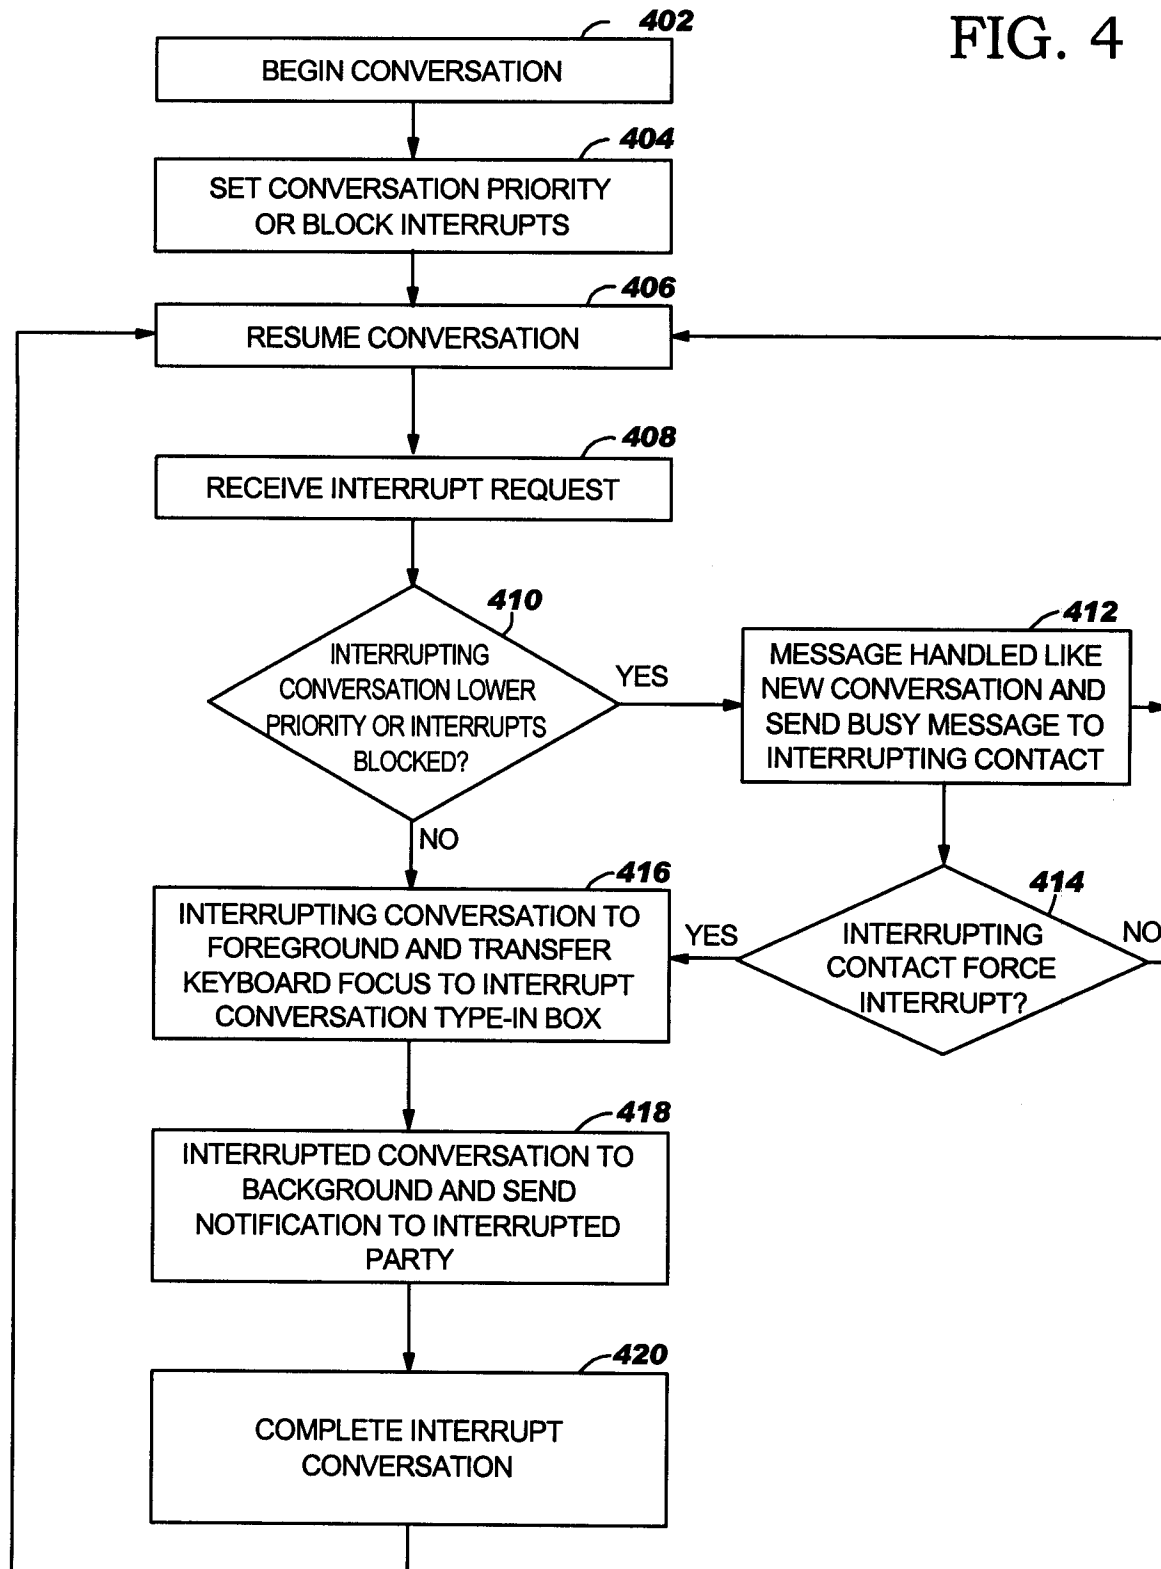 FIG. 4
402
BEGIN CONVERSATION
404
SET CONVERSATION PRIORITY
OR BLOCK INTERRUPTS
406
RESUME CONVERSATION
408
RECEIVE INTERRUPT REQUEST
410
INTERRUPTING
CONVERSATION LOWER
PRIORITY OR INTERRUPTS
BLOCKED?
YES
412
MESSAGE HANDLED LIKE
NEW CONVERSATION AND
SEND BUSY MESSAGE TO
INTERRUPTING CONTACT
NO
414
INTERRUPTING
CONTACT FORCE
INTERRUPT?
YES
NO
416
INTERRUPTING CONVERSATION TO
FOREGROUND AND TRANSFER
KEYBOARD FOCUS TO INTERRUPT
CONVERSATION TYPE-IN BOX
418
INTERRUPTED CONVERSATION TO
BACKGROUND AND SEND
NOTIFICATION TO INTERRUPTED
PARTY
420
COMPLETE INTERRUPT
CONVERSATION